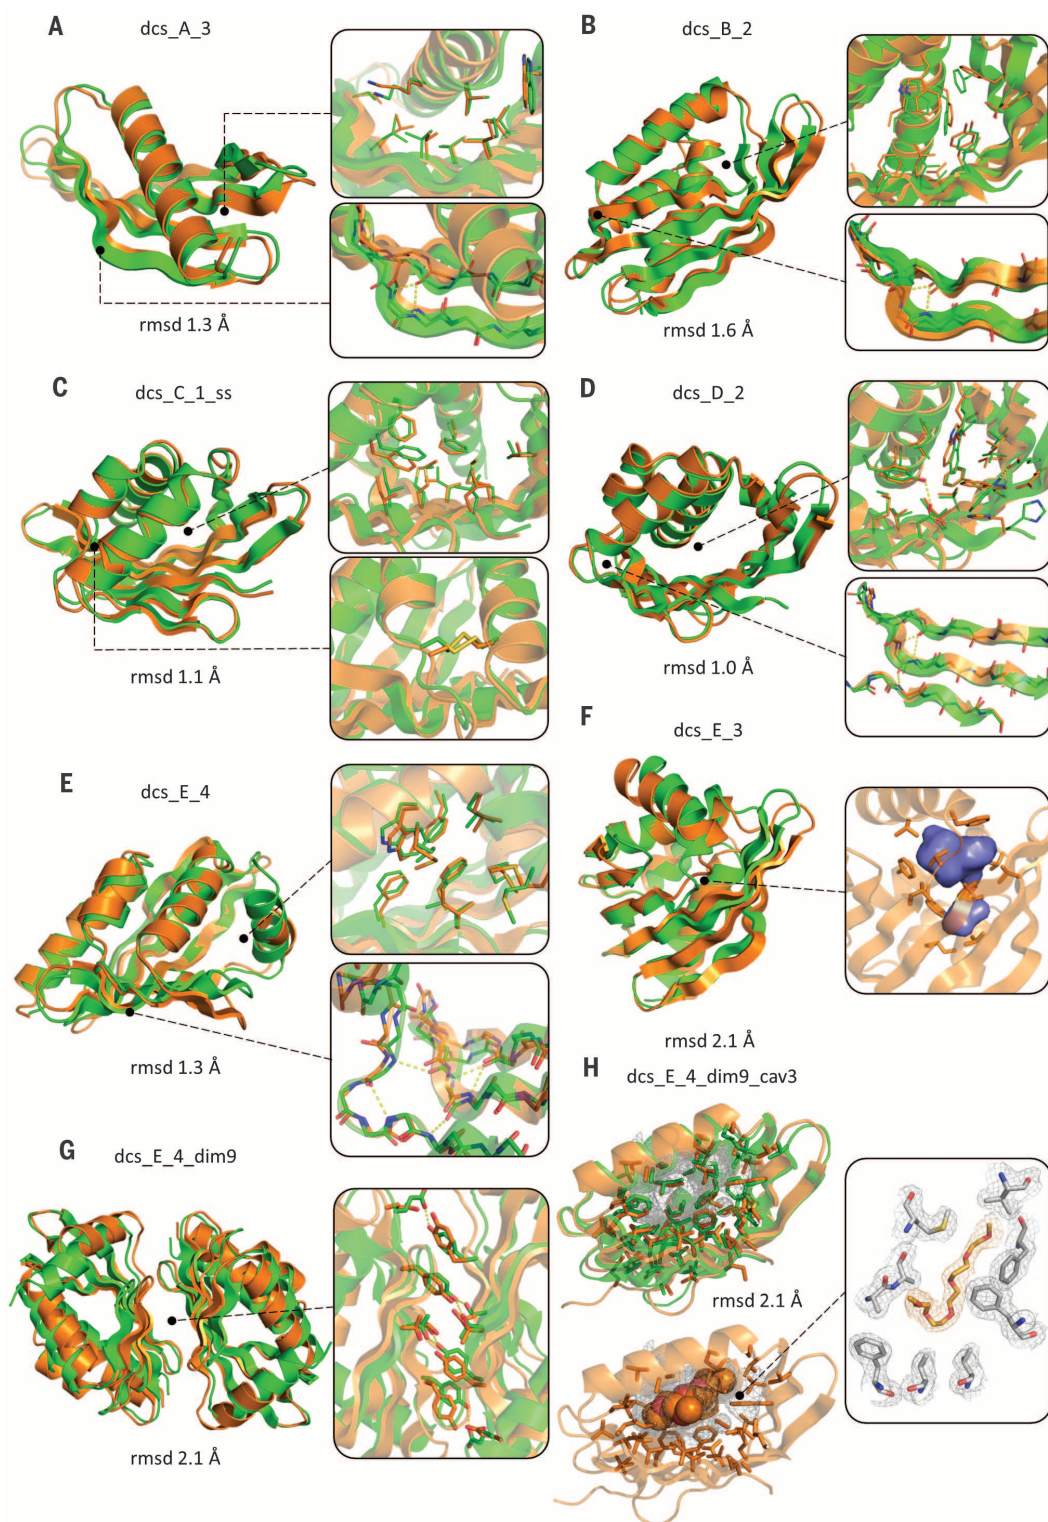 A
dcs_A_3
rmsd 1.3 Å
B
dcs_B_2
rmsd 1.6 Å
C
dcs_C_1_ss
rmsd 1.1 Å
D
dcs_D_2
rmsd 1.0 Å
E
dcs_E_4
rmsd 1.3 Å
F
dcs_E_3
rmsd 2.1 Å
G
dcs_E_4_dim9
rmsd 2.1 Å
H
dcs_E_4_dim9_cav3
rmsd 2.1 Å